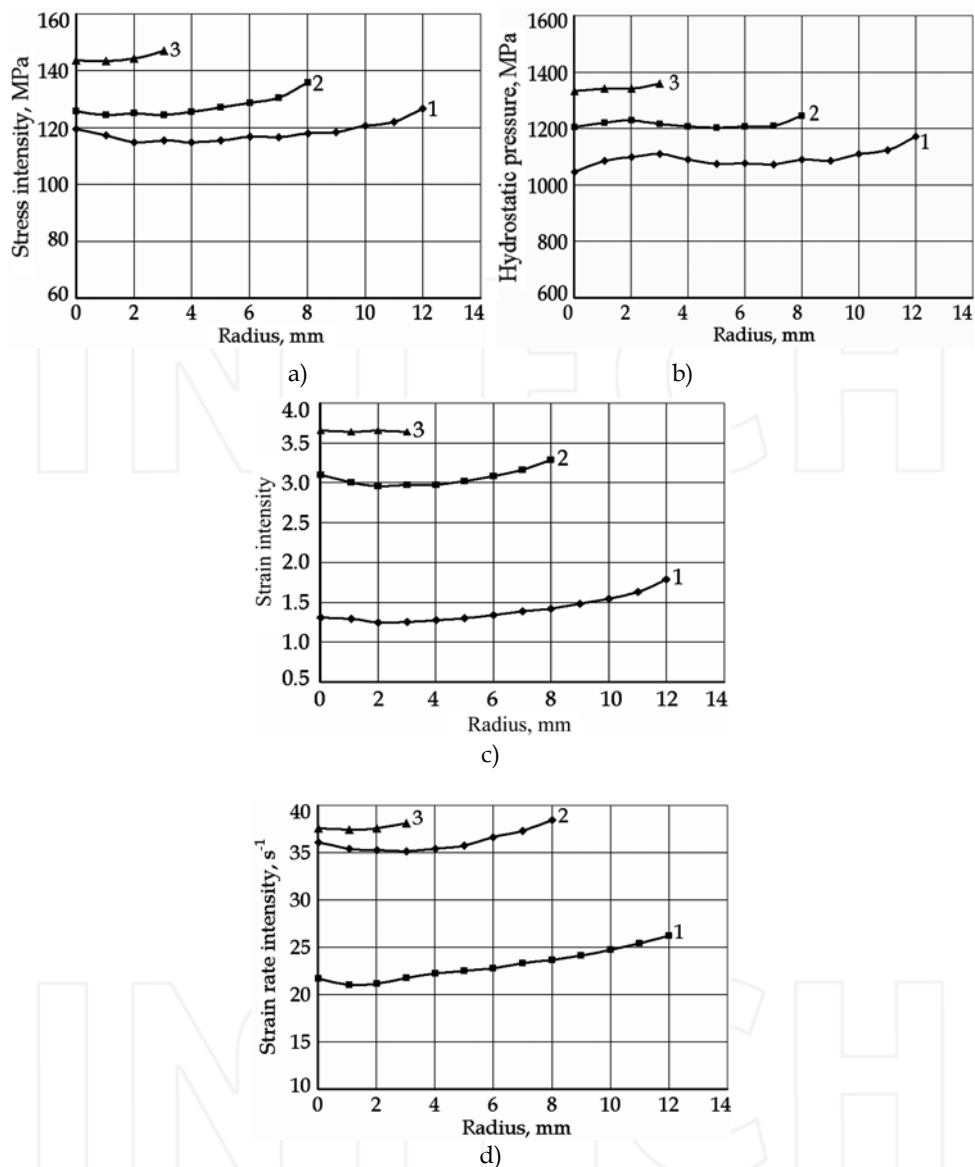 160
140
120
100
80
60
Stress intensity, MPa
3
2
1
0 2 4 6 8 10 12 14
Radius, mm
a)
1600
1400
1200
1000
800
600
Hydrostatic pressure, MPa
3
2
1
0 2 4 6 8 10 12 14
Radius, mm
b)
4.0
3.5
3.0
2.5
2.0
1.5
1.0
0.5
Strain intensity
3
2
1
0 2 4 6 8 10 12 14
Radius, mm
c)
40
35
30
25
20
15
10
Strain rate intensity, s⁻¹
3
2
1
0 2 4 6 8 10 12 14
Radius, mm
d)
INTECH
INTECH